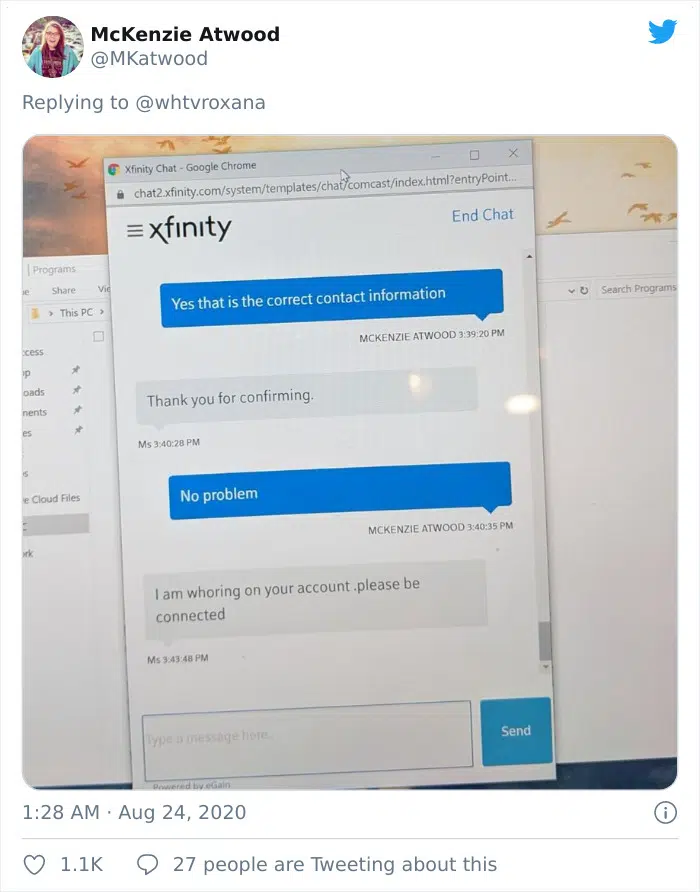 McKenzie Atwood
@MKatwood
Replying to @whtvroxana
Xfinity Chat - Google Chrome
chat2.xfinity.com/system/templates/chat/comcast/index.html?entryPoint...
xfinity
End Chat
Programs
Share
This PC
Search Programs
Yes that is the correct contact information
MCKENZIE ATWOOD 3:39:20 PM
Thank you for confirming.
Ms 3:40:28 PM
No problem
MCKENZIE ATWOOD 3:40:35 PM
e Cloud Files
I am whoring on your account .please be
connected
Ms 3:43:48 PM
Type a message here..
Send
Powered by eGain
1:28 AM · Aug 24, 2020
1.1K
27 people are Tweeting about this